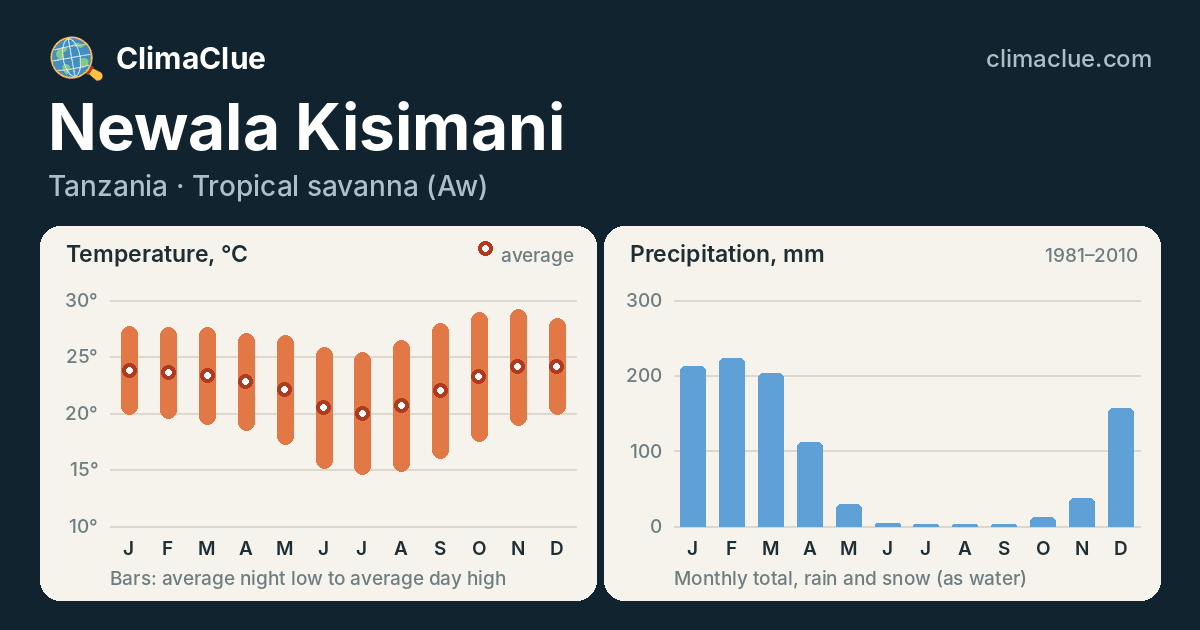 ClimaClue
climaclue.com
Newala Kisimani
Tanzania · Tropical savanna (Aw)
Temperature, °C
average
30°
25°
20°
15°
10°
J F M A M J J A S O N D
Bars: average night low to average day high
Precipitation, mm
1981–2010
300
200
100
0
J F M A M J J A S O N D
Monthly total, rain and snow (as water)